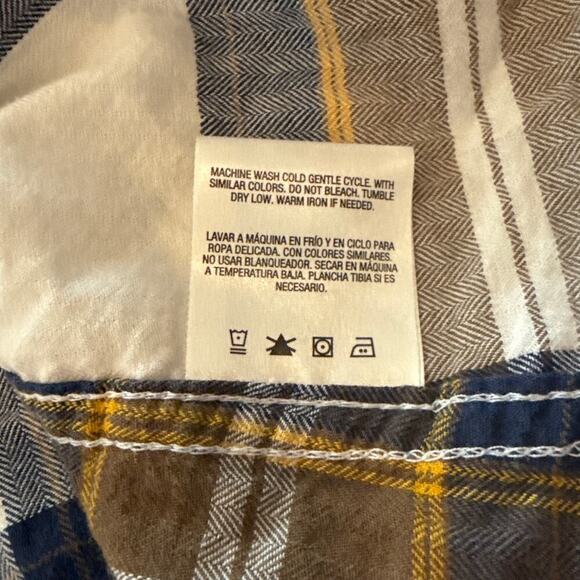 MACHINE WASH COLD GENTLE CYCLE. WITH
SIMILAR COLORS. DO NOT BLEACH. TUMBLE
DRY LOW. WARM IRON IF NEEDED.
LAVAR A MÁQUINA EN FRÍO Y EN CICLO PARA
ROPA DELICADA. CON COLORES SIMILARES.
NO USAR BLANQUEADOR. SECAR EN MÁQUINA
A TEMPERATURA BAJA. PLANCHA TIBIA SI ES
NECESARIO.